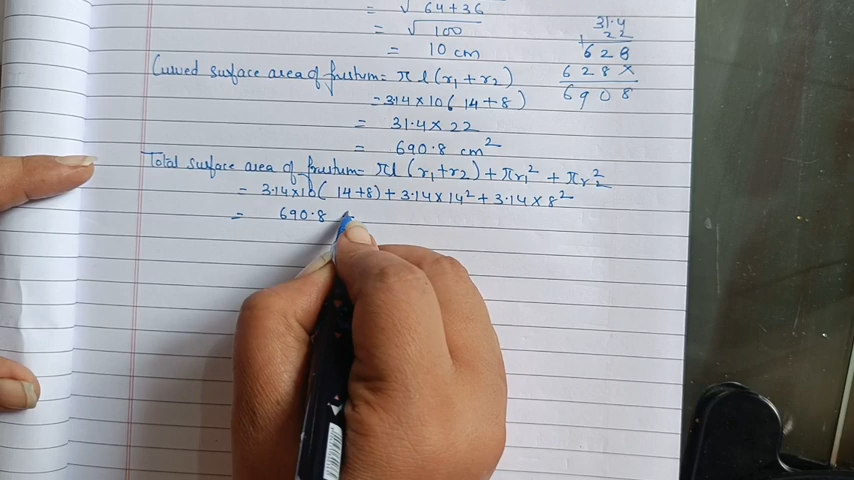 = √64+36
= √100
= 10 cm
31.4
+ 22
628
628×
6908
Curved surface area of frustum = πl(r₁+r₂)
= 3.14×10(14+8)
= 31.4×22
= 690.8 cm²
Total surface area of frustum = πl(r₁+r₂) + πr₁² + πr₂²
= 3.14×10(14+8) + 3.14×14² + 3.14×8²
= 690.8 +